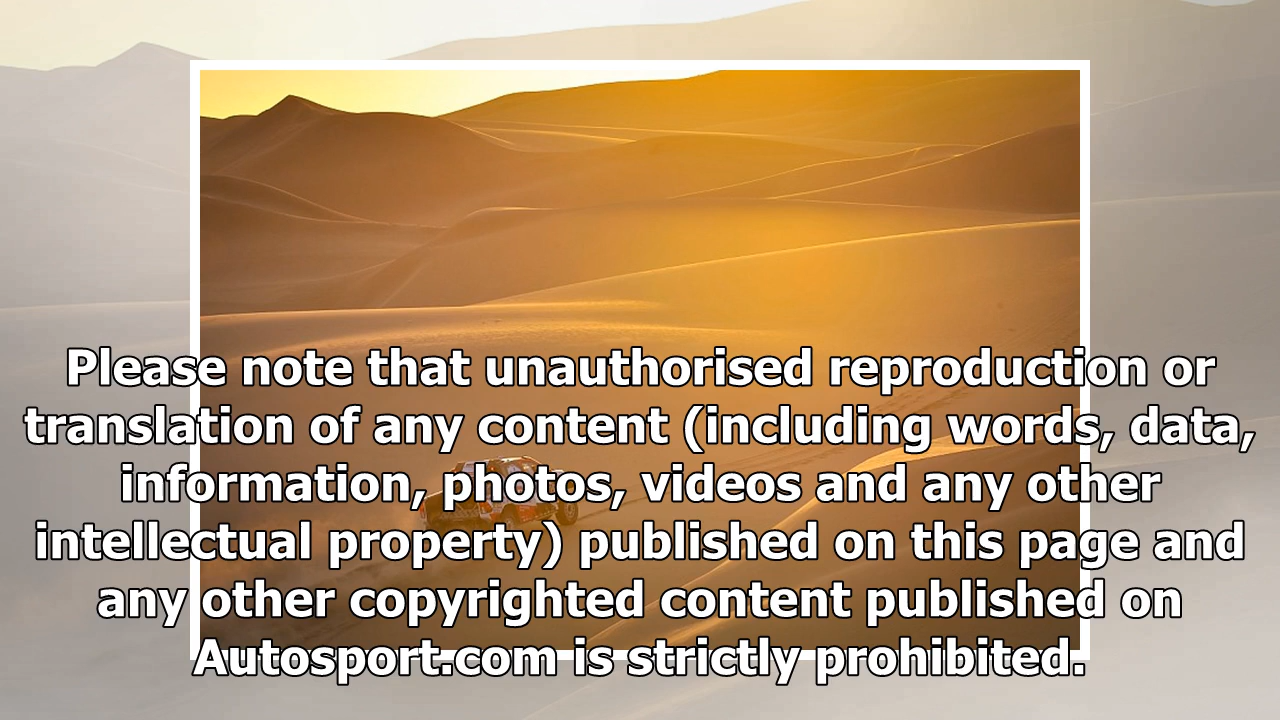 Please note that unauthorised reproduction or
translation of any content (including words, data,
information, photos, videos and any other
intellectual property) published on this page and
any other copyrighted content published on
Autosport.com is strictly prohibited.